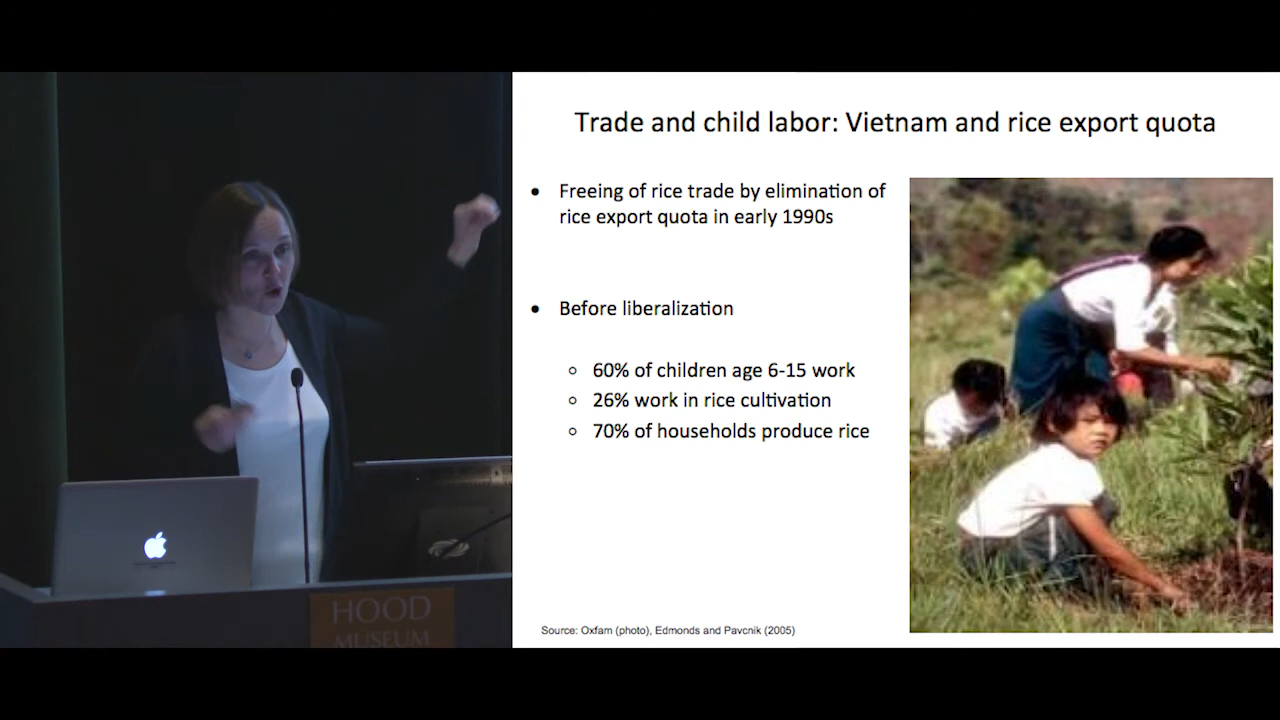 Trade and child labor: Vietnam and rice export quota
• Freeing of rice trade by elimination of
rice export quota in early 1990s
• Before liberalization
○ 60% of children age 6-15 work
○ 26% work in rice cultivation
○ 70% of households produce rice
Source: Oxfam (photo), Edmonds and Pavcnik (2005)
HOOD
MUSEUM